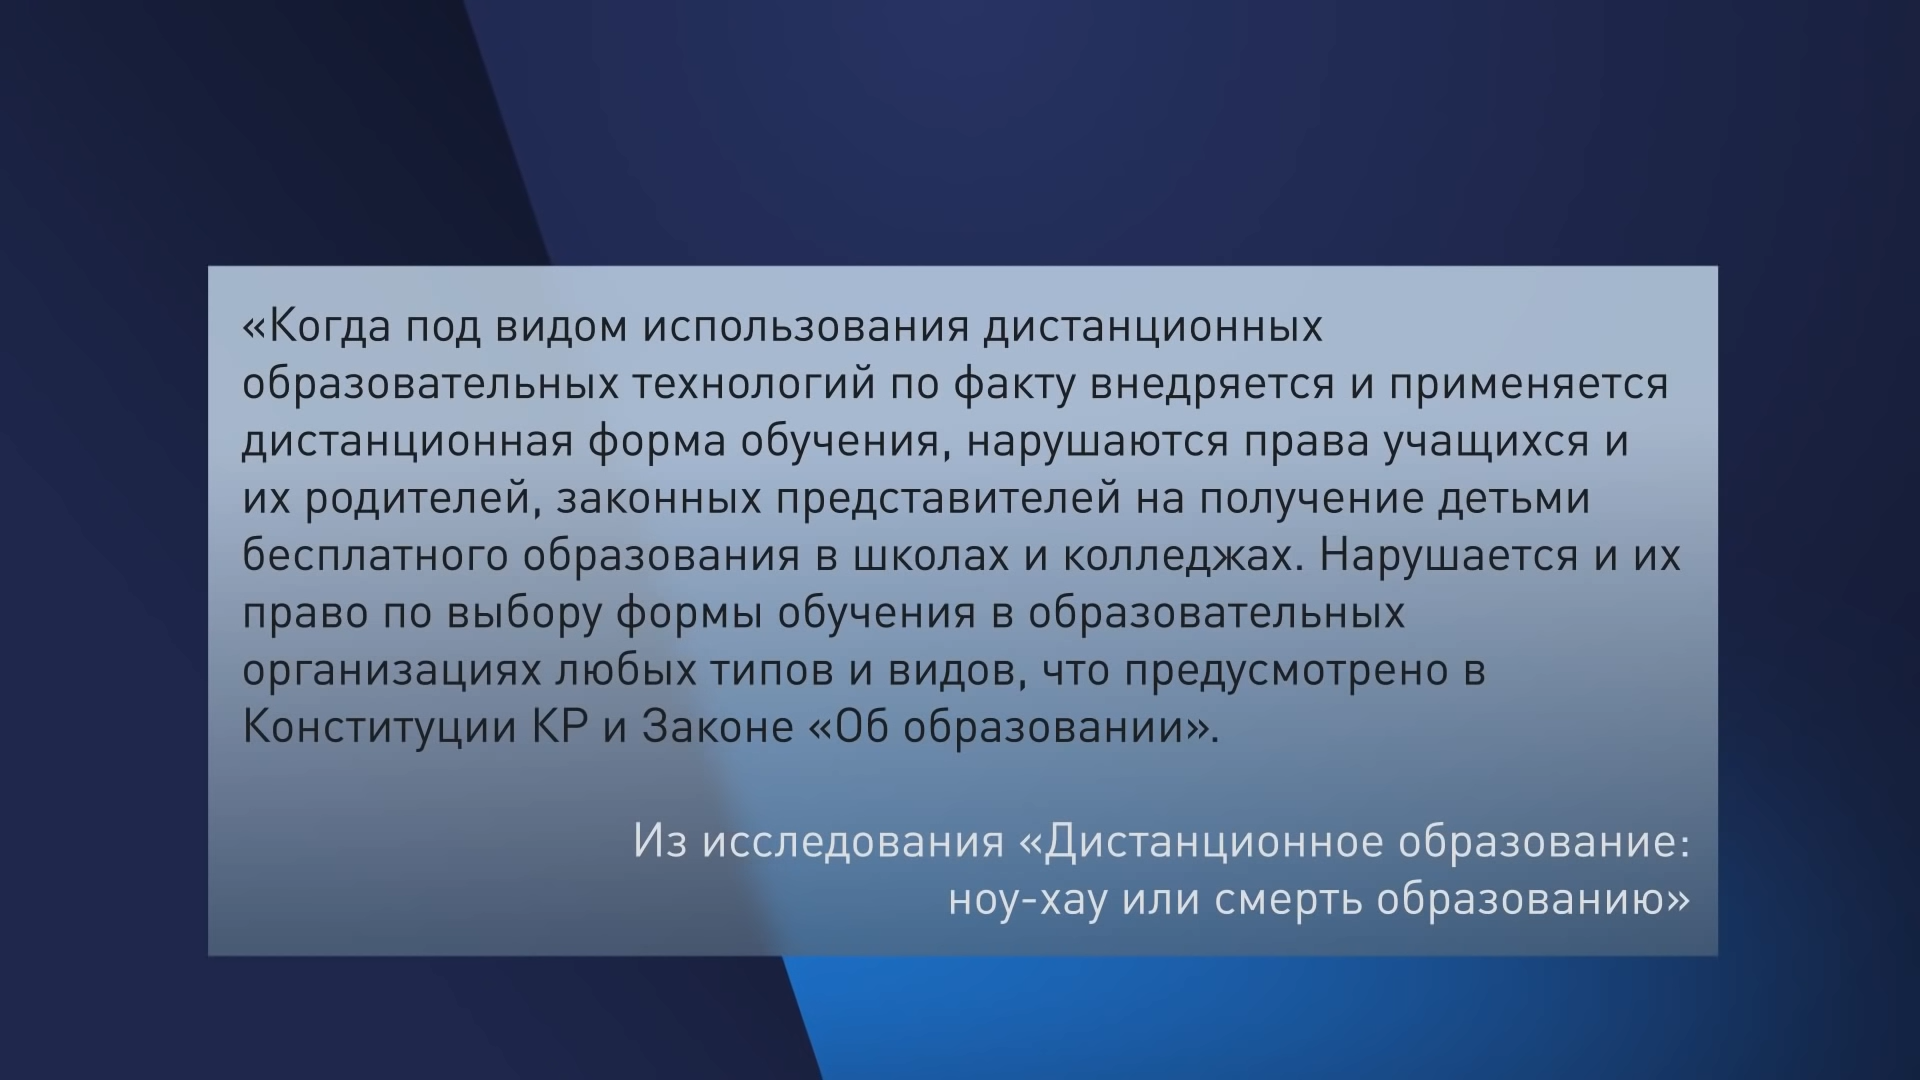 «Когда под видом использования дистанционных
образовательных технологий по факту внедряется и применяется
дистанционная форма обучения, нарушаются права учащихся и
их родителей, законных представителей на получение детьми
бесплатного образования в школах и колледжах. Нарушается и их
право по выбору формы обучения в образовательных
организациях любых типов и видов, что предусмотрено в
Конституции КР и Законе «Об образовании».
Из исследования «Дистанционное образование:
ноу-хау или смерть образованию»